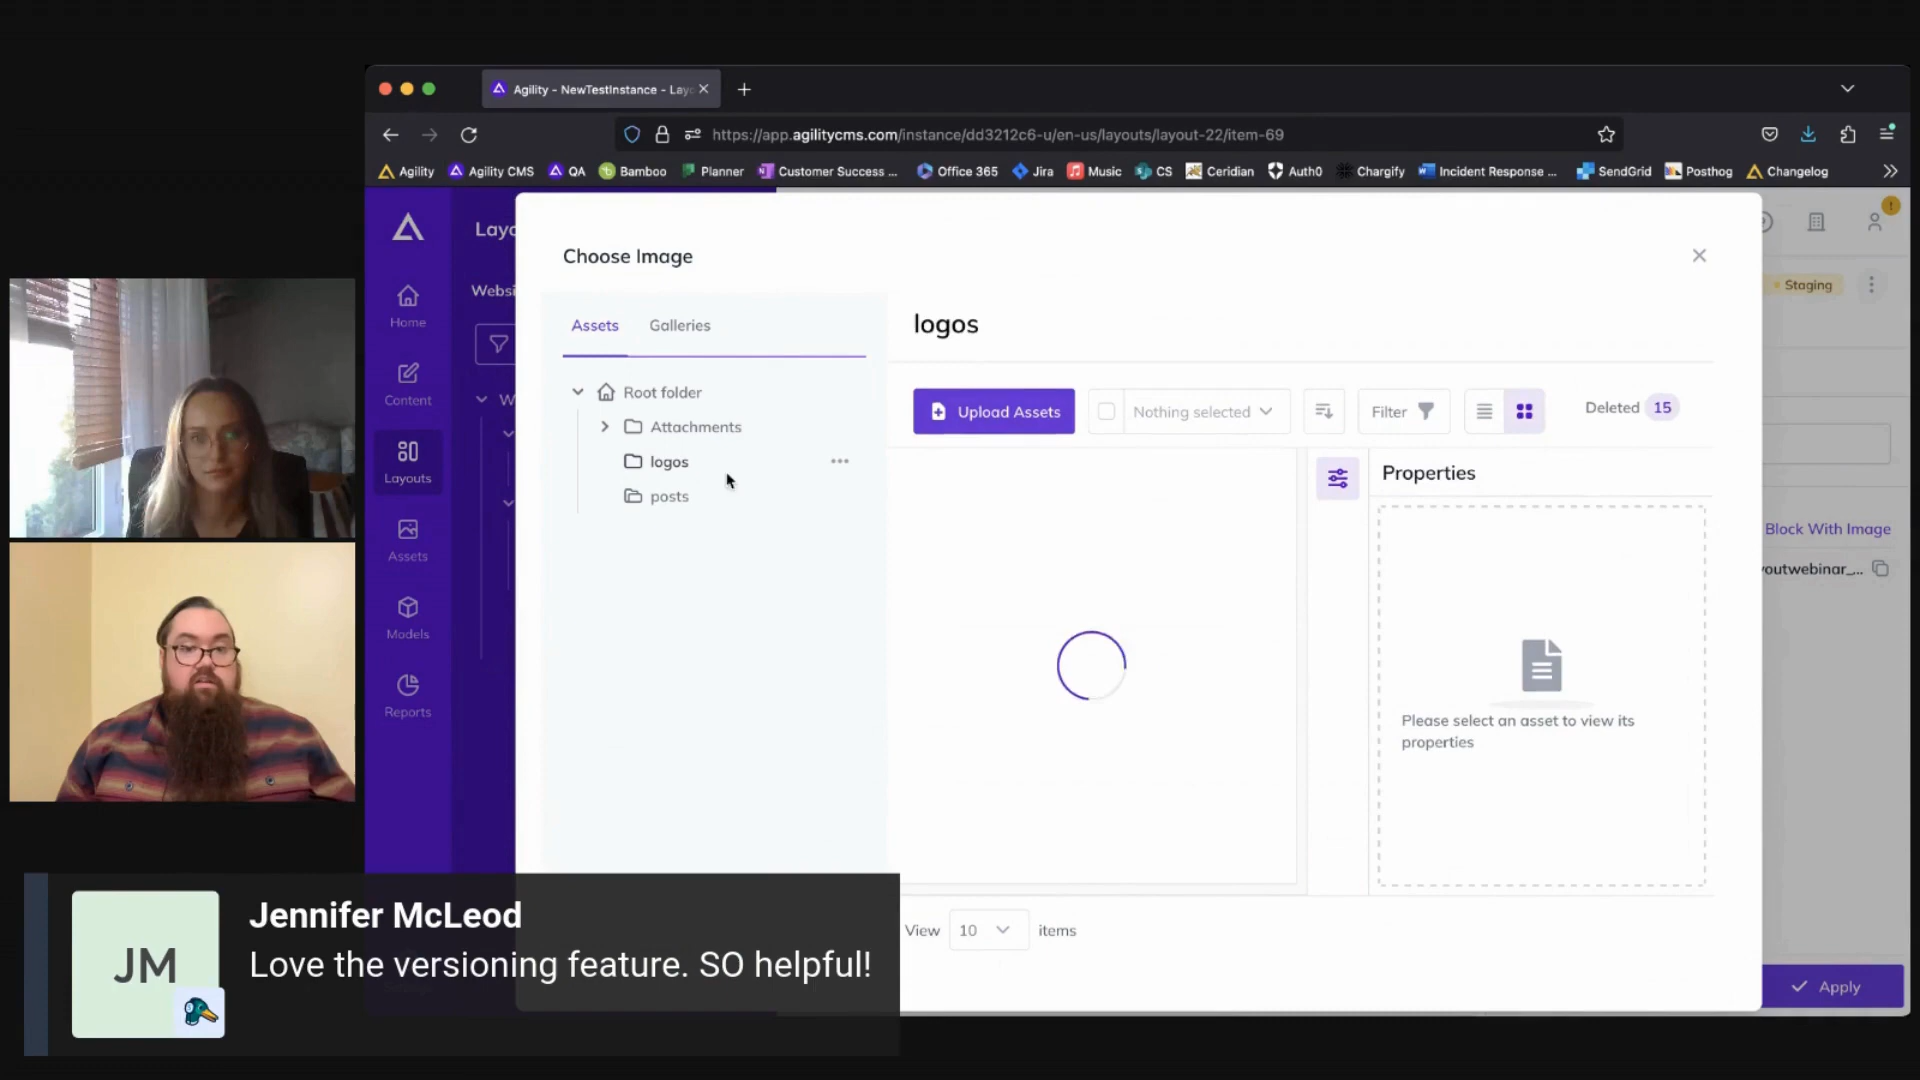 Agility - NewTestInstance - Layo
https://app.agilitycms.com/instance/dd3212c6-u/en-us/layouts/layout-22/item-69
Agility
Agility CMS
QA
Bamboo
Planner
Customer Success ...
Office 365
Jira
Music
CS
Ceridian
Auth0
Chargify
Incident Response ...
SendGrid
Posthog
Changelog
Home
Content
Layouts
Assets
Models
Reports
Layo
Websi
W
Choose Image
Assets
Galleries
Root folder
Attachments
logos
posts
logos
Upload Assets
Nothing selected
Filter
Deleted 15
Properties
Please select an asset to view its
properties
View 10 items
Staging
Block With Image
outwebinar_...
Apply
JM
Jennifer McLeod
Love the versioning feature. SO helpful!